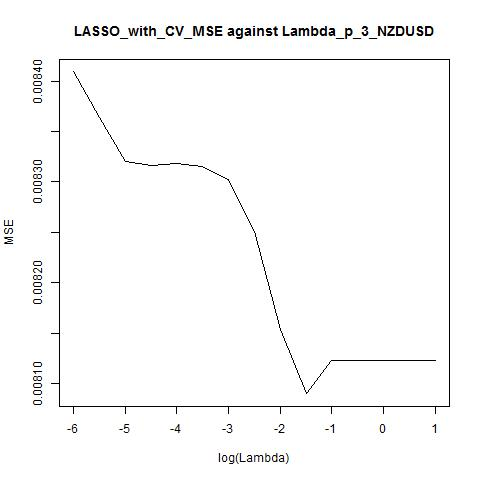 LASSO_with_CV_MSE against Lambda_p_3_NZDUSD
0.00840
0.00830
0.00820
0.00810
MSE
-6 -5 -4 -3 -2 -1 0 1
log(Lambda)